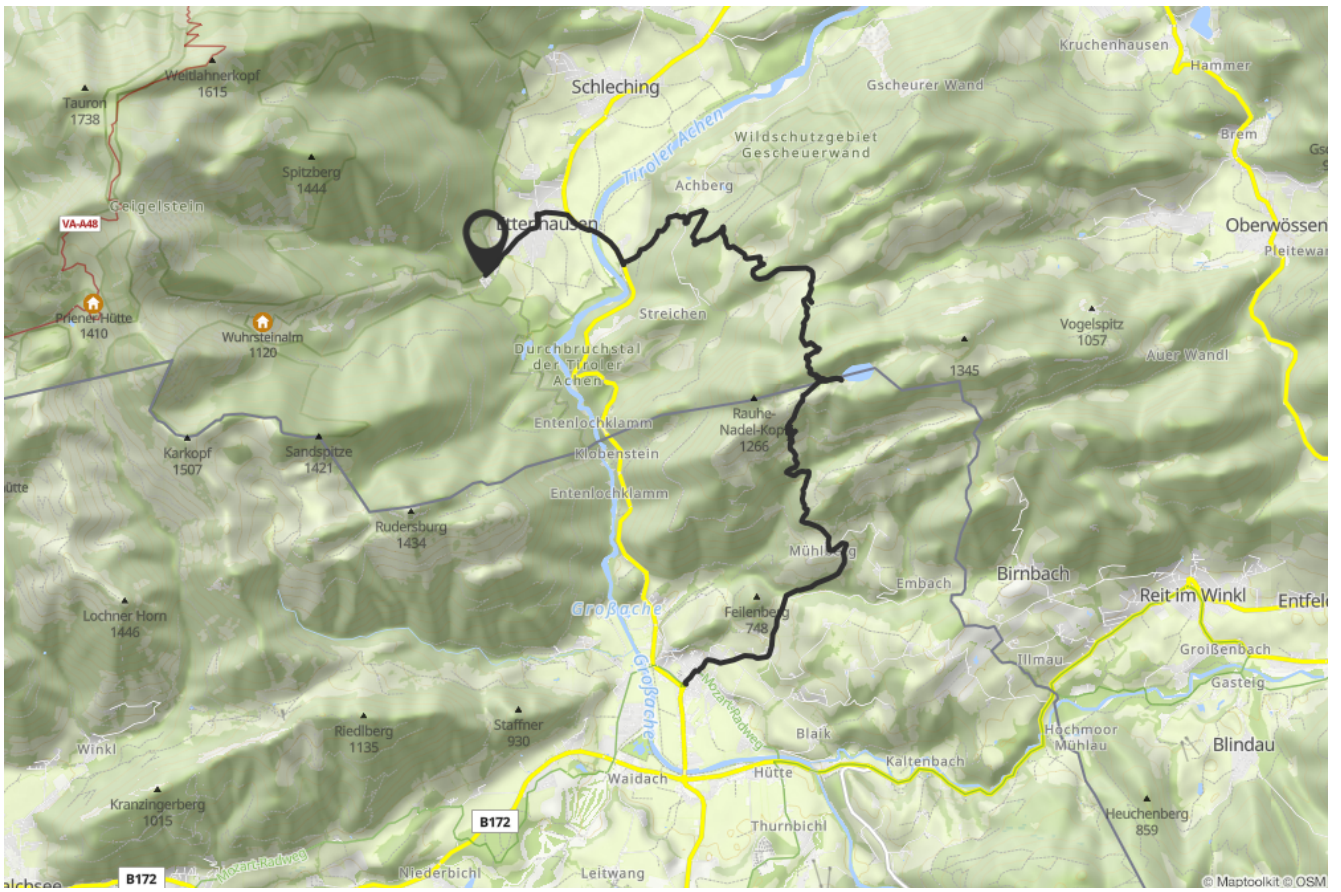 Kruchenhausen
Hammer
Weitlahnerkopf
1615
Schleching
Gscheurer Wand
Tauron
1738
Tiroler Achen
Wildschutzgebiet
Gescheuerwand
Brem
Spitzberg
1444
Achberg
Geigelstein
VA-A48
Ettenhausen
Oberwössen
Priener-Hütte
1410
Wuhrsteinalm
1120
Streichen
Vogelspitz
1057
Durchbruchstal
der Tiroler
Achen
1345
Auer Wandl
Karkopf
1507
Sandspitze
1421
Entenlochklamm
Rauhe-
Nadel-Kopf
1266
Klobenstein
Entenlochklamm
Rudersburg
1434
Mühlberg
Birnbach
Embach
Reit im Winkl
Lochner Horn
1446
Großache
Feilenberg
748
Großenbach
Illmau
Gasteig
Großache
Mozart-Radweg
Riedlberg
1135
Staffner
930
Winkl
Blaik
Hochmoor
Mühlau
Blindau
Waidach
Hütte
Kaltenbach
Kranzingerberg
1015
B172
Heuchenberg
859
Thurnbichl
Mozart-Radweg
Niederbichl
Leitwang
B172
© Maptoolkit © OSM